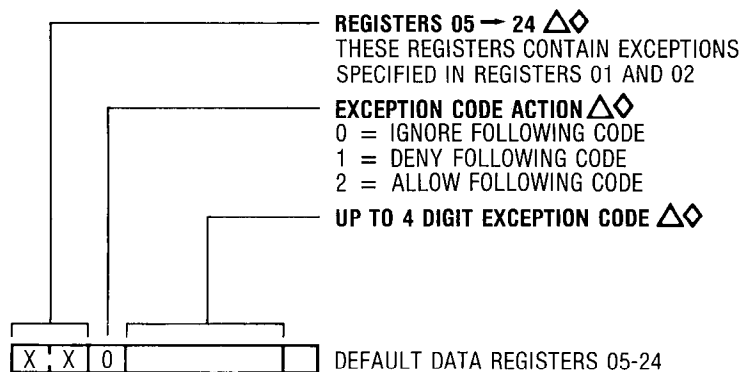 REGISTERS 05 → 24 △◇
THESE REGISTERS CONTAIN EXCEPTIONS
SPECIFIED IN REGISTERS 01 AND 02
EXCEPTION CODE ACTION △◇
0 = IGNORE FOLLOWING CODE
1 = DENY FOLLOWING CODE
2 = ALLOW FOLLOWING CODE
UP TO 4 DIGIT EXCEPTION CODE △◇
X X 0 DEFAULT DATA REGISTERS 05-24